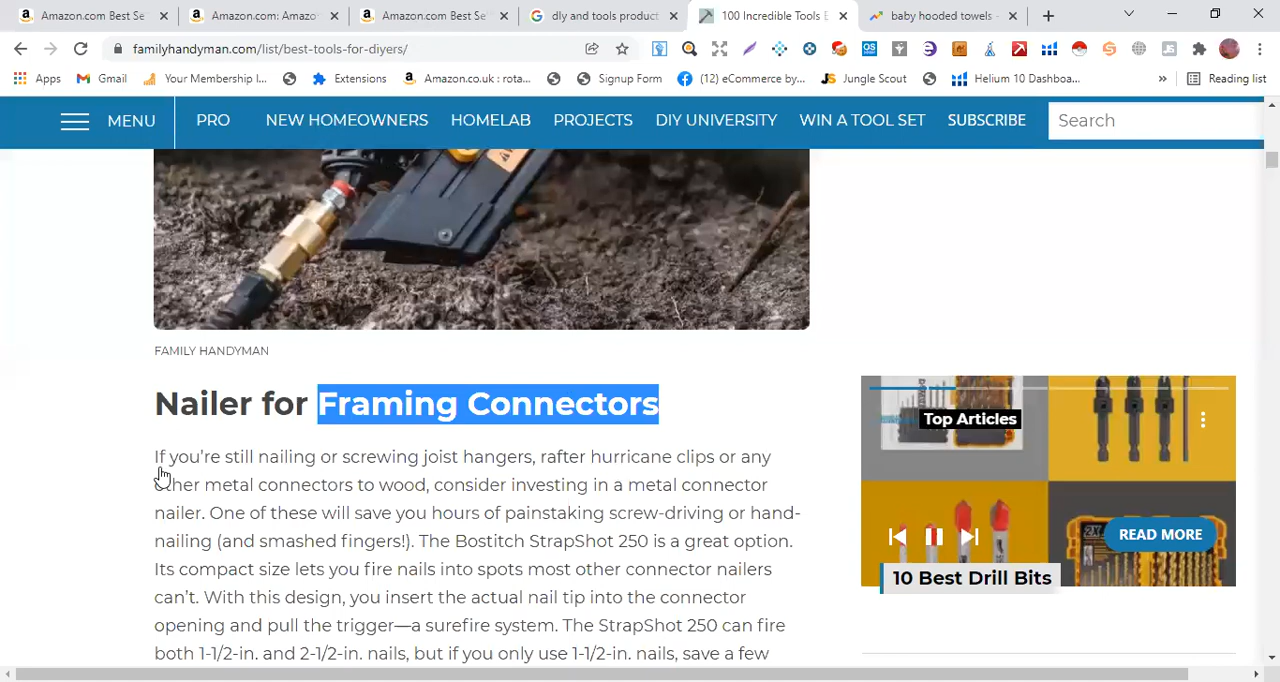 Amazon.com Best Se
Amazon.com: Amazo
Amazon.com Best Se
dly and tools product
100 Incredible Tools E
baby hooded towels -
familyhandyman.com/list/best-tools-for-diyers/
Apps
Gmail
Your Membership I...
Extensions
Amazon.co.uk : rota...
Signup Form
(12) eCommerce by...
Jungle Scout
Helium 10 Dashboa...
»
Reading list
MENU
PRO
NEW HOMEOWNERS
HOMELAB
PROJECTS
DIY UNIVERSITY
WIN A TOOL SET
SUBSCRIBE
Search
FAMILY HANDYMAN
Nailer for Framing Connectors
If you're still nailing or screwing joist hangers, rafter hurricane clips or any
other metal connectors to wood, consider investing in a metal connector
nailer. One of these will save you hours of painstaking screw-driving or hand-
nailing (and smashed fingers!). The Bostitch StrapShot 250 is a great option.
Its compact size lets you fire nails into spots most other connector nailers
can't. With this design, you insert the actual nail tip into the connector
opening and pull the trigger—a surefire system. The StrapShot 250 can fire
both 1-1/2-in. and 2-1/2-in. nails, but if you only use 1-1/2-in. nails, save a few
Top Articles
READ MORE
10 Best Drill Bits